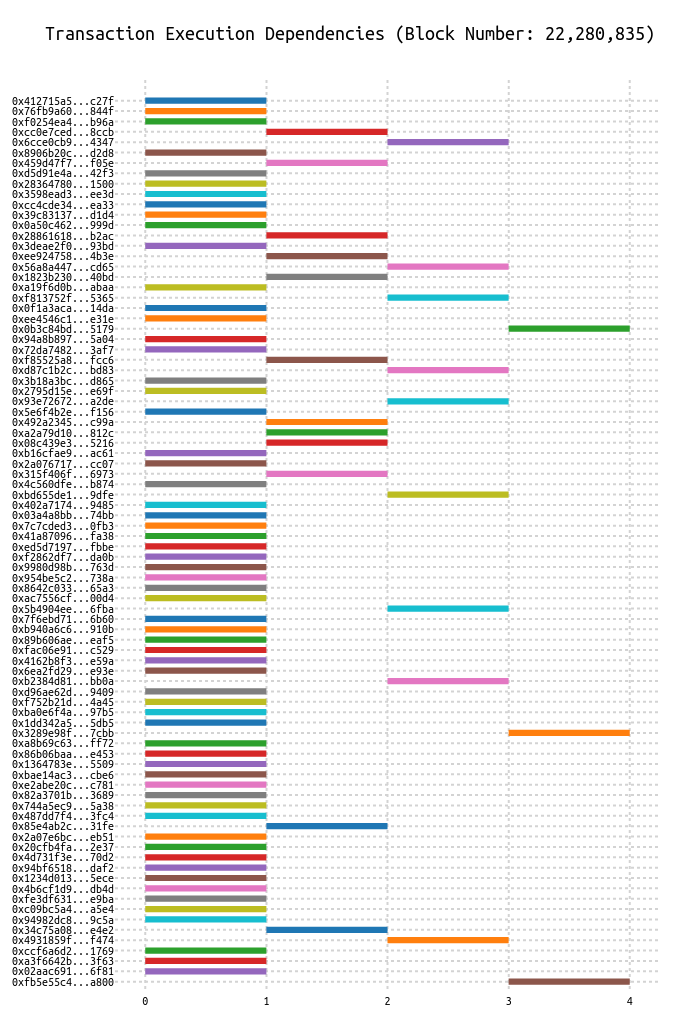 Transaction Execution Dependencies (Block Number: 22,280,835)
0x412715a5...c27f
0x76fb9a60...844f
0xf0254ea4...b96a
0xcc0e7ced...8ccb
0x6cce0cb9...4347
0x8906b20c...d2d8
0x459d47f7...f05e
0xd5d91e4a...42f3
0x28364780...1500
0x3598ead3...ee3d
0xcc4cde34...ea33
0x39c83137...d1d4
0x0a50c462...999d
0x28861618...b2ac
0x3deae2f0...93bd
0xee924758...4b3e
0x56a8a447...cd65
0x1823b230...40bd
0xa19f6d0b...abaa
0xf813752f...5365
0x0f1a3aca...14da
0xee4546c1...e31e
0x0b3c84bd...5179
0x94a8b897...5a04
0x72da7482...3af7
0xf85525a8...fcc6
0xd87c1b2c...bd83
0x3b18a3bc...d865
0x2795d15e...e69f
0x93e72672...a2de
0x5e6f4b2e...f156
0x492a2345...c99a
0xa2a79d10...812c
0x08c439e3...5216
0xb16cfae9...ac61
0x2a076717...cc07
0x315f406f...6973
0x4c560dfe...b874
0xbd655de1...9dfe
0x402a7174...9485
0x03a4a8bb...74bb
0x7c7cded3...0fb3
0x41a87096...fa38
0xed5d7197...fbbe
0xf2862df7...da0b
0x9980d98b...763d
0x954be5c2...738a
0x8642c033...65a3
0xac7556cf...00d4
0x5b4904ee...6fba
0x7f6ebd71...6b60
0xb940a6c6...910b
0x89b606ae...eaf5
0xfac06e91...c529
0x4162b8f3...e59a
0x6ea2fd29...e93e
0xb2384d81...bb0a
0xd96ae62d...9409
0xf752b21d...4a45
0xba0e6f4a...97b5
0x1dd342a5...5db5
0x3289e98f...7cbb
0xa8b69c63...ff72
0x86b06baa...e453
0x1364783e...5509
0xbae14ac3...cbe6
0xe2abe20c...c781
0x82a3701b...3689
0x744a5ec9...5a38
0x487dd7f4...3fc4
0x85e4ab2c...31fe
0x2a07e6bc...eb51
0x20cfb4fa...2e37
0x4d731f3e...70d2
0x94bf6518...daf2
0x1234d013...5ece
0x4b6cf1d9...db4d
0xfe3df631...e9ba
0xc09bc5a4...a5e4
0x94982dc8...9c5a
0x34c75a08...e4e2
0x4931859f...f474
0xccf6a6d2...1769
0xa3f6642b...3f63
0x02aac691...6f81
0xfb5e55c4...a800
0 1 2 3 4